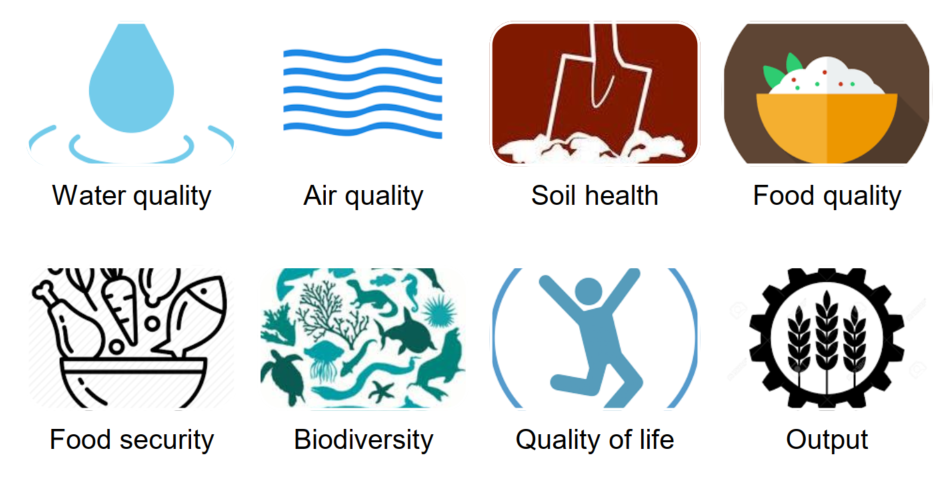 Water quality
Air quality
Soil health
Food quality
Food security
Biodiversity
Quality of life
Output